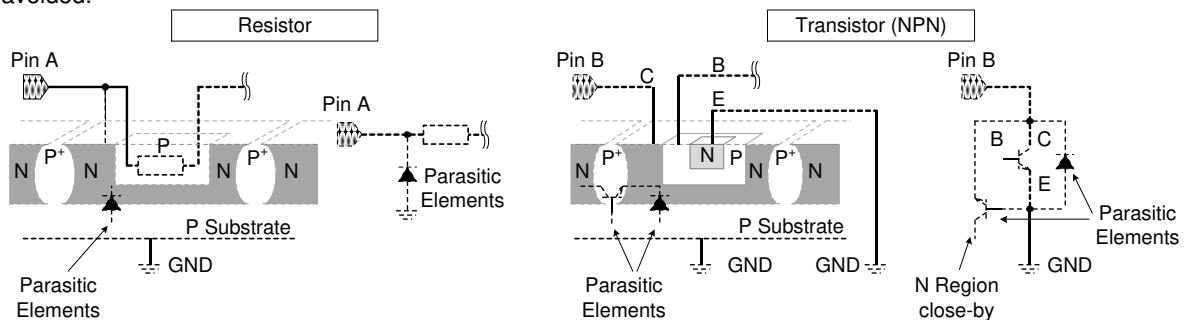 avoided.
Resistor
Transistor (NPN)
Pin A
Pin A
Pin B
C
B
E
Pin B
N
P+
N
P
N
P+
N
Parasitic
Elements
P Substrate
GND
Parasitic
Elements
N
P+
N
N
P
N
P+
N
P Substrate
GND
GND
Parasitic
Elements
B
C
E
Parasitic
Elements
GND
N Region
close-by